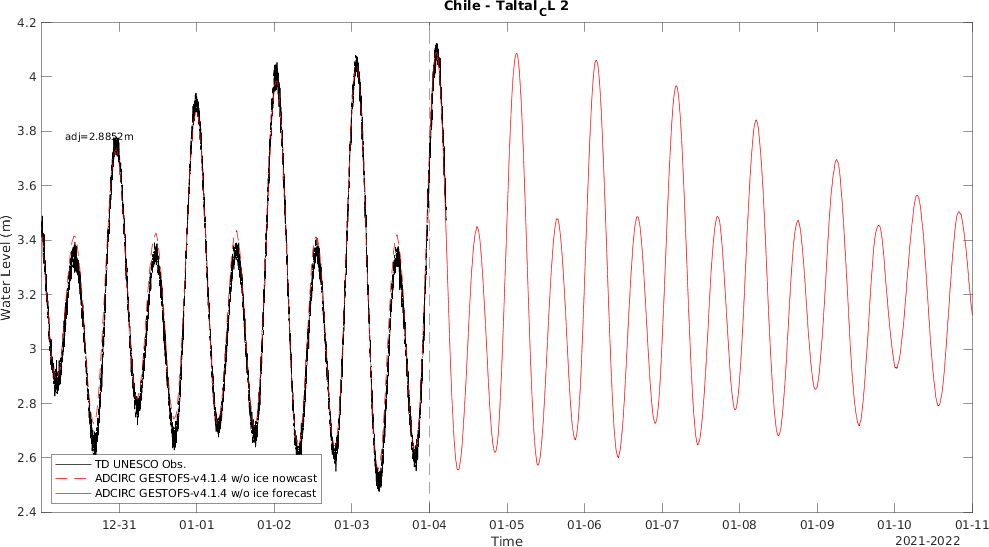 Chile - Taltal_CL 2
4.2
4
3.8
3.6
3.4
3.2
3
2.8
2.6
2.4
Water Level (m)
adj=2.8852m
TD UNESCO Obs.
ADCIRC GESTOFS-v4.1.4 w/o ice nowcast
ADCIRC GESTOFS-v4.1.4 w/o ice forecast
12-31 01-01 01-02 01-03 01-04 01-05 01-06 01-07 01-08 01-09 01-10 01-11
Time
2021-2022